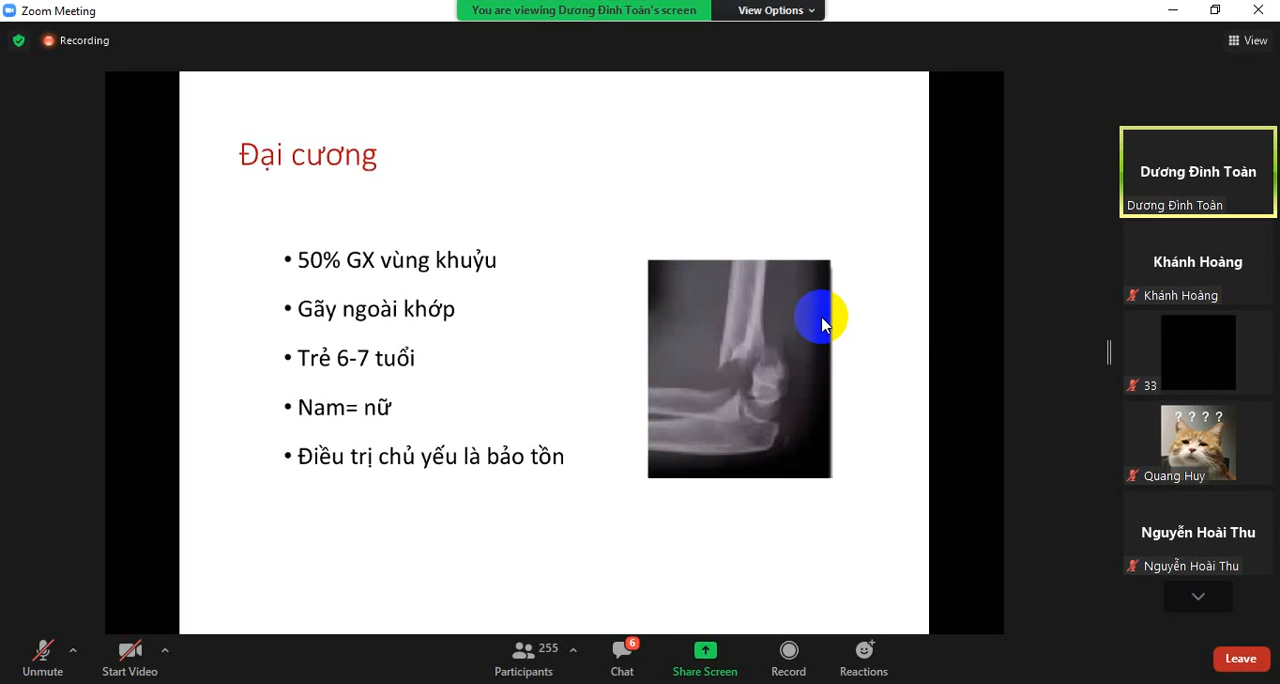 Zoom Meeting
You are viewing Dương Đình Toàn's screen
View Options
Recording
View
Đại cương
• 50% GX vùng khuỷu
• Gãy ngoài khớp
• Trẻ 6-7 tuổi
• Nam= nữ
• Điều trị chủ yếu là bảo tồn
Dương Đình Toàn
Dương Đình Toàn
Khánh Hoàng
Khánh Hoàng
33
? ? ? ?
Quang Huy
Nguyễn Hoài Thu
Nguyễn Hoài Thu
Unmute
Start Video
255
Participants
6
Chat
Share Screen
Record
Reactions
Leave